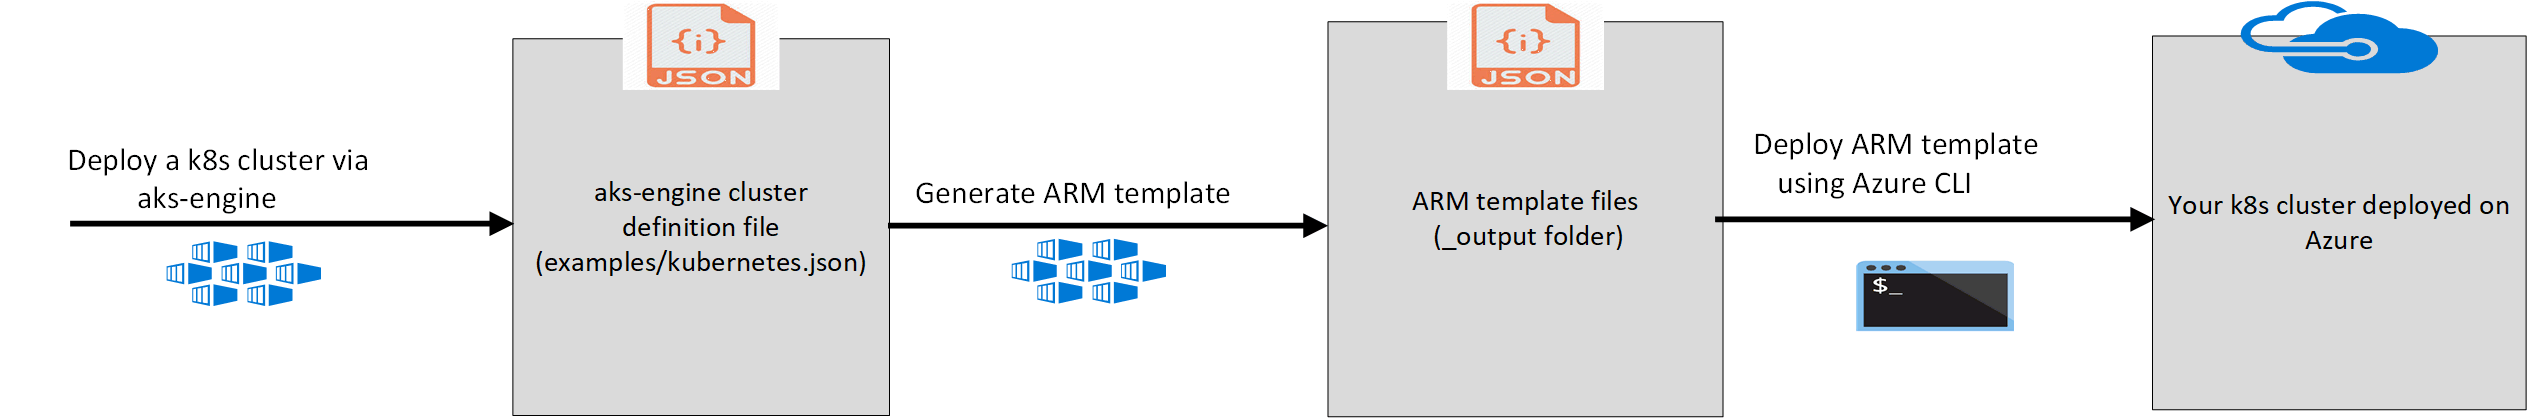 Deploy a k8s cluster via
aks-engine
{i}
JSON
aks-engine cluster
definition file
(examples/kubernetes.json)
Generate ARM template
{i}
JSON
ARM template files
(_output folder)
Deploy ARM template
using Azure CLI
$_
Your k8s cluster deployed on
Azure